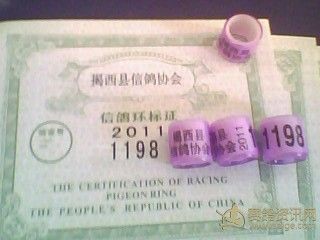 揭西县信鸽协会
信鸽环标证
2011
1198
THE CERTIFICATION OF RACING
PIGEON RING
THE PEOPLE'S REPUBLIC OF CHINA
揭西县
信鸽协会
2011
1198